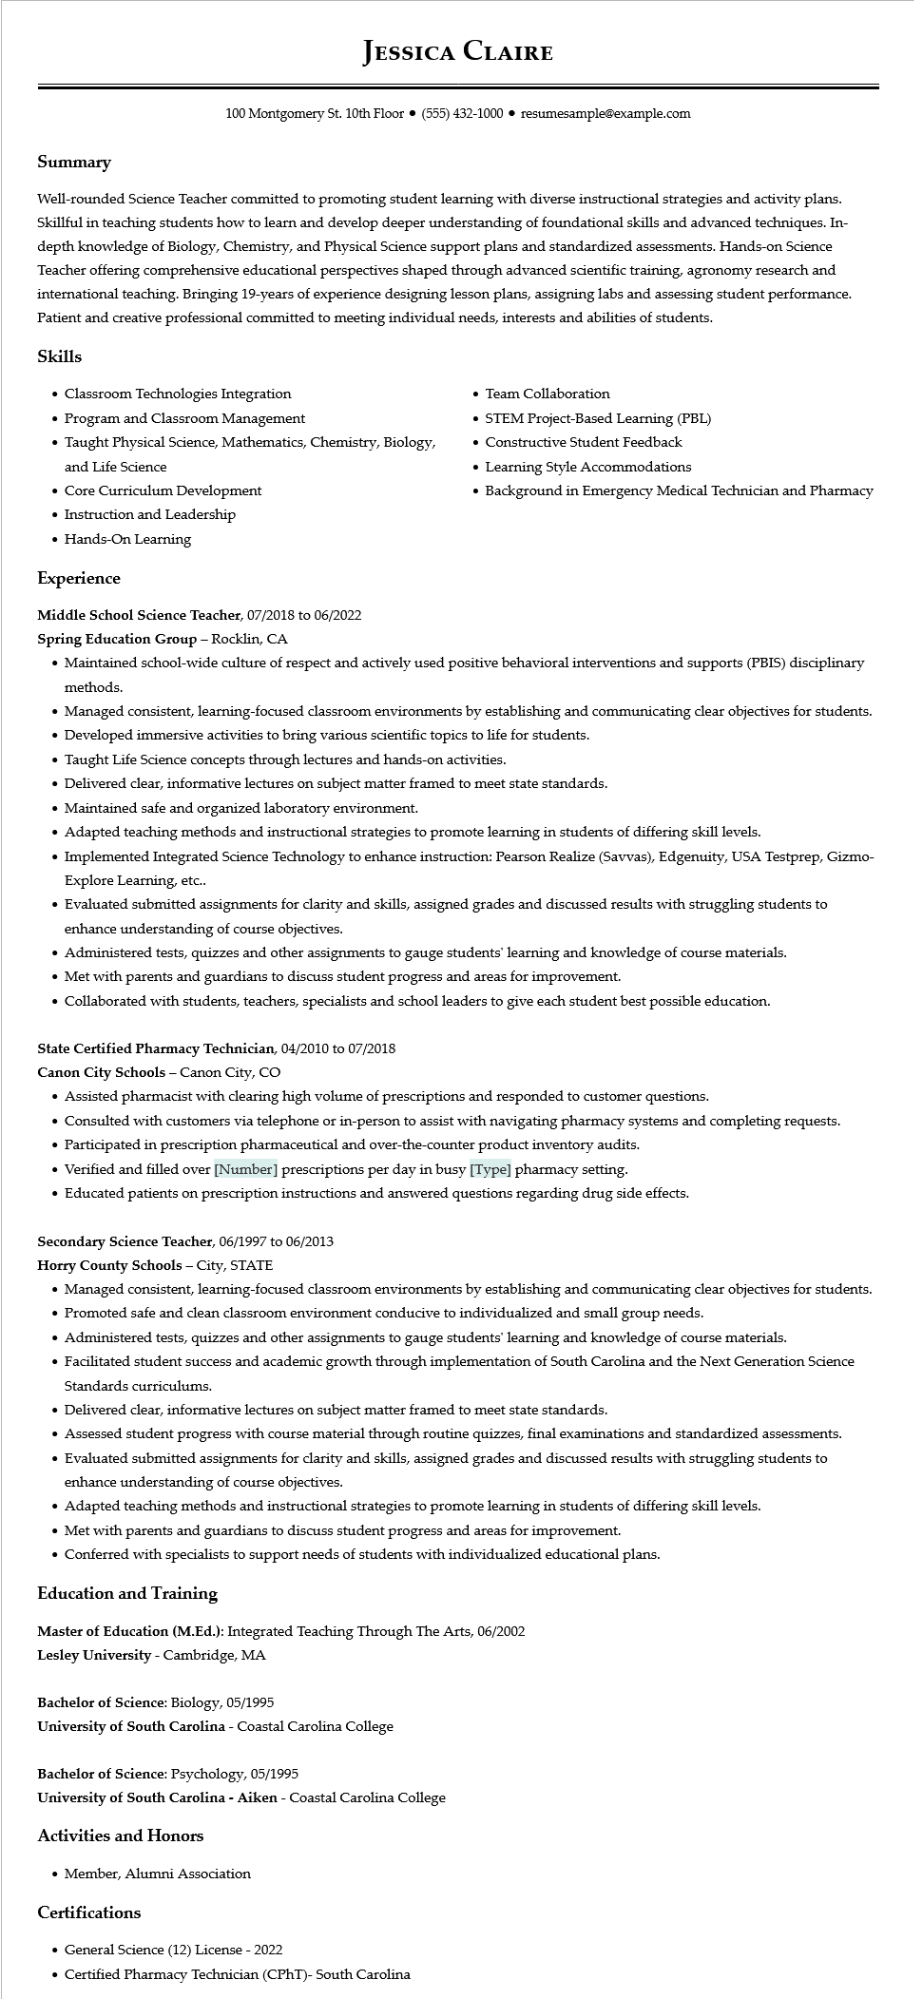 Jessica Claire
100 Montgomery St. 10th Floor ● (555) 432-1000 ● resumesample@example.com
Summary
Well-rounded Science Teacher committed to promoting student learning with diverse instructional strategies and activity plans.
Skillful in teaching students how to learn and develop deeper understanding of foundational skills and advanced techniques. In-
depth knowledge of Biology, Chemistry, and Physical Science support plans and standardized assessments. Hands-on Science
Teacher offering comprehensive educational perspectives shaped through advanced scientific training, agronomy research and
international teaching. Bringing 19-years of experience designing lesson plans, assigning labs and assessing student performance.
Patient and creative professional committed to meeting individual needs, interests and abilities of students.
Skills
• Classroom Technologies Integration
• Program and Classroom Management
• Taught Physical Science, Mathematics, Chemistry, Biology,
and Life Science
• Core Curriculum Development
• Instruction and Leadership
• Hands-On Learning
• Team Collaboration
• STEM Project-Based Learning (PBL)
• Constructive Student Feedback
• Learning Style Accommodations
• Background in Emergency Medical Technician and Pharmacy
Experience
Middle School Science Teacher, 07/2018 to 06/2022
Spring Education Group – Rocklin, CA
• Maintained school-wide culture of respect and actively used positive behavioral interventions and supports (PBIS) disciplinary
methods.
• Managed consistent, learning-focused classroom environments by establishing and communicating clear objectives for students.
• Developed immersive activities to bring various scientific topics to life for students.
• Taught Life Science concepts through lectures and hands-on activities.
• Delivered clear, informative lectures on subject matter framed to meet state standards.
• Maintained safe and organized laboratory environment.
• Adapted teaching methods and instructional strategies to promote learning in students of differing skill levels.
• Implemented Integrated Science Technology to enhance instruction: Pearson Realize (Savvas), Edgenuity, USA Testprep, Gizmo-
Explore Learning, etc..
• Evaluated submitted assignments for clarity and skills, assigned grades and discussed results with struggling students to
enhance understanding of course objectives.
• Administered tests, quizzes and other assignments to gauge students' learning and knowledge of course materials.
• Met with parents and guardians to discuss student progress and areas for improvement.
• Collaborated with students, teachers, specialists and school leaders to give each student best possible education.
State Certified Pharmacy Technician, 04/2010 to 07/2018
Canon City Schools – Canon City, CO
• Assisted pharmacist with clearing high volume of prescriptions and responded to customer questions.
• Consulted with customers via telephone or in-person to assist with navigating pharmacy systems and completing requests.
• Participated in prescription pharmaceutical and over-the-counter product inventory audits.
• Verified and filled over [Number] prescriptions per day in busy [Type] pharmacy setting.
• Educated patients on prescription instructions and answered questions regarding drug side effects.
Secondary Science Teacher, 06/1997 to 06/2013
Horry County Schools – City, STATE
• Managed consistent, learning-focused classroom environments by establishing and communicating clear objectives for students.
• Promoted safe and clean classroom environment conducive to individualized and small group needs.
• Administered tests, quizzes and other assignments to gauge students' learning and knowledge of course materials.
• Facilitated student success and academic growth through implementation of South Carolina and the Next Generation Science
Standards curriculums.
• Delivered clear, informative lectures on subject matter framed to meet state standards.
• Assessed student progress with course material through routine quizzes, final examinations and standardized assessments.
• Evaluated submitted assignments for clarity and skills, assigned grades and discussed results with struggling students to
enhance understanding of course objectives.
• Adapted teaching methods and instructional strategies to promote learning in students of differing skill levels.
• Met with parents and guardians to discuss student progress and areas for improvement.
• Conferred with specialists to support needs of students with individualized educational plans.
Education and Training
Master of Education (M.Ed.): Integrated Teaching Through The Arts, 06/2002
Lesley University - Cambridge, MA
Bachelor of Science: Biology, 05/1995
University of South Carolina - Coastal Carolina College
Bachelor of Science: Psychology, 05/1995
University of South Carolina - Aiken - Coastal Carolina College
Activities and Honors
• Member, Alumni Association
Certifications
• General Science (12) License - 2022
• Certified Pharmacy Technician (CPhT)- South Carolina